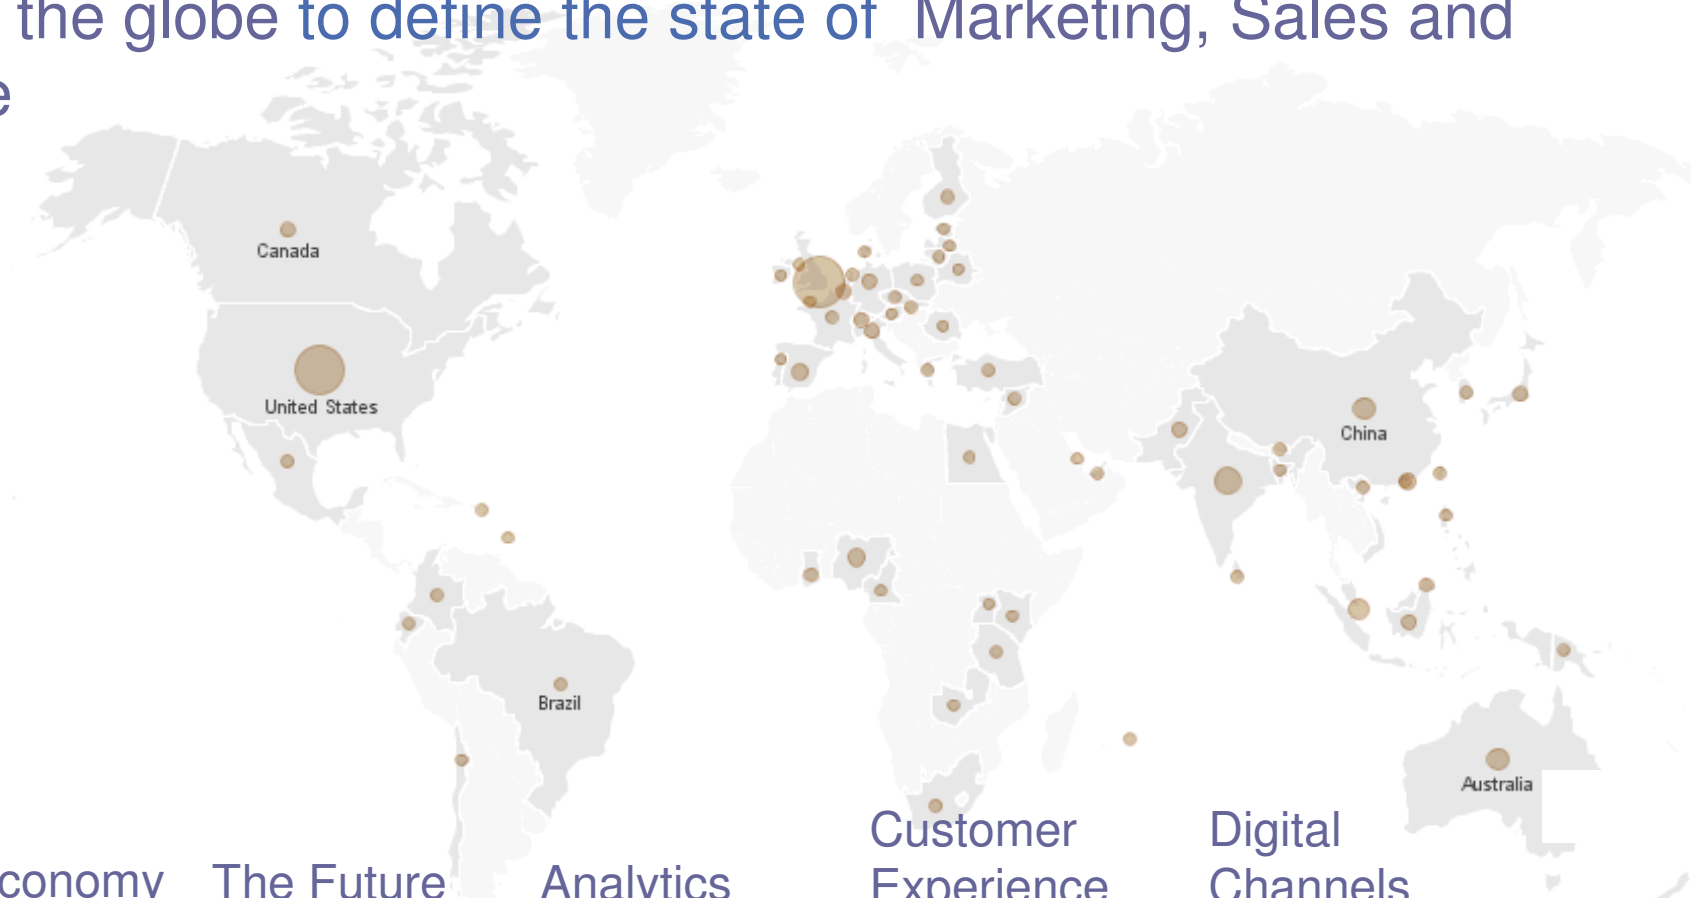 the globe to define the state of Marketing, Sales and
e
Canada
United States
China
Brazil
Australia
conomy The Future Analytics Customer Experience Digital Channels